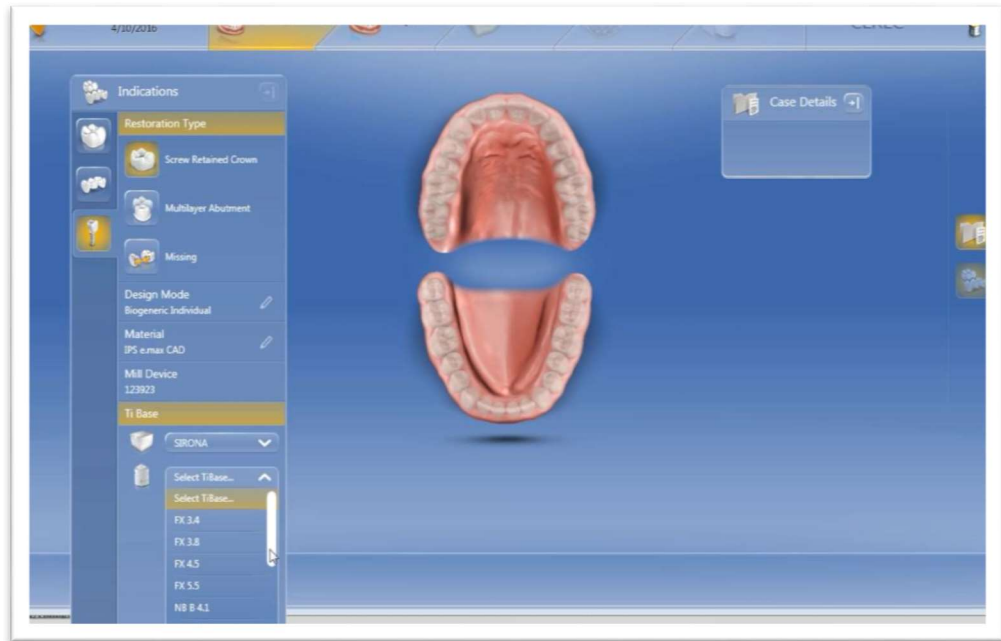 4/10/2016
CEREC
Indications
Case Details
Restoration Type
Screw Retained Crown
Multilayer Abutment
Missing
Design Mode
Biogeneric Individual
Material
IPS e.max CAD
Mill Device
123923
Ti Base
SIRONA
Select TiBase...
Select TiBase...
FX 3.4
FX 3.8
FX 4.5
FX 5.5
NB B 4.1